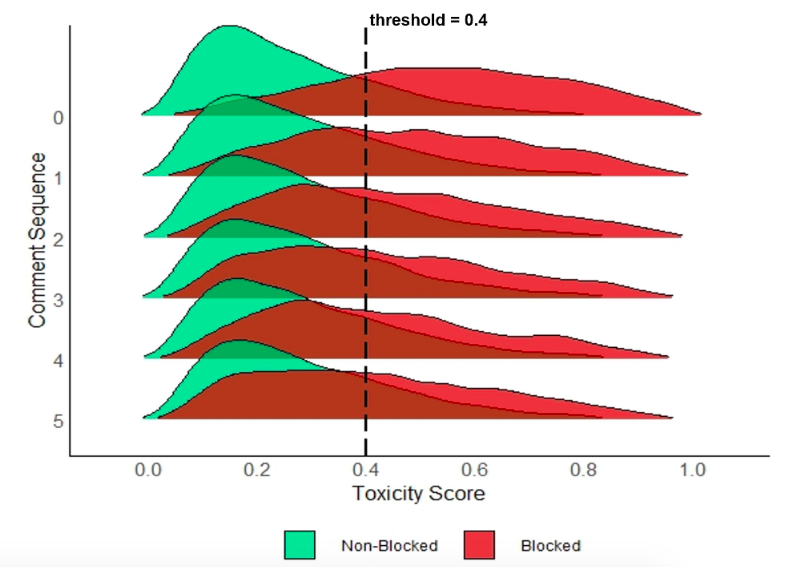 threshold = 0.4
Comment Sequence
0
1
2
3
4
5
0.0 0.2 0.4 0.6 0.8 1.0
Toxicity Score
Non-Blocked Blocked